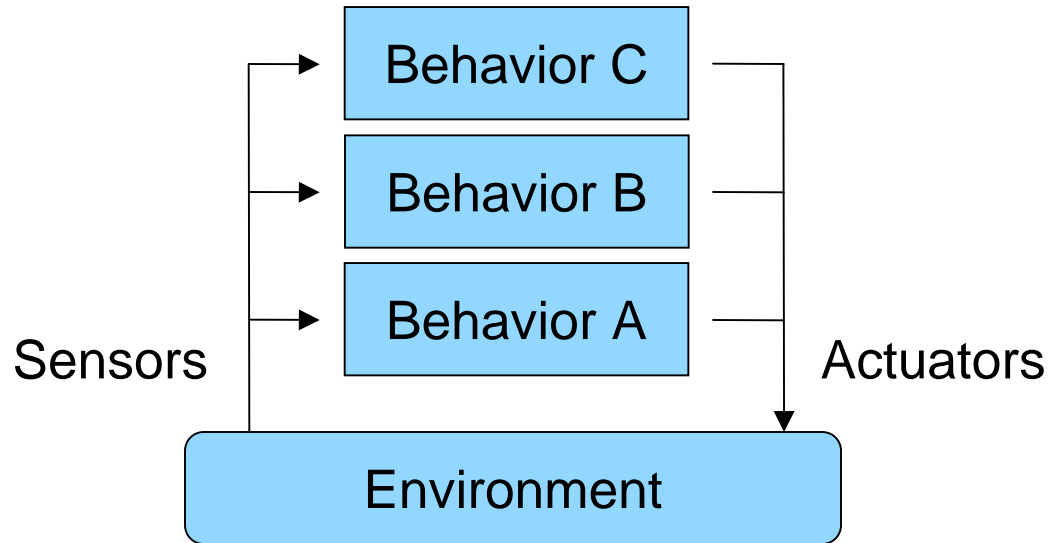 Behavior C
Behavior B
Behavior A
Sensors
Actuators
Environment